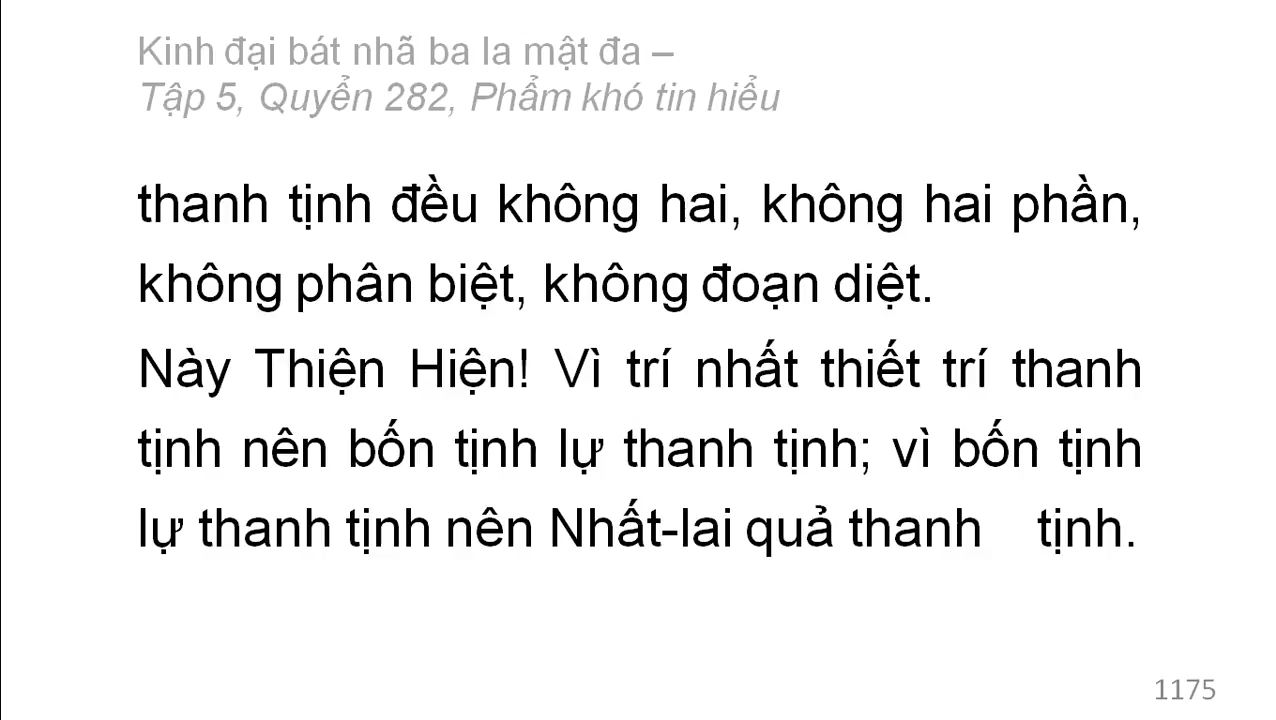 Kinh đại bát nhã ba la mật đa –
Tập 5, Quyển 282, Phẩm khó tin hiểu
thanh tịnh đều không hai, không hai phần,
không phân biệt, không đoạn diệt.
Này Thiện Hiện! Vì trí nhất thiết trí thanh
tịnh nên bốn tịnh lự thanh tịnh; vì bốn tịnh
lự thanh tịnh nên Nhất-lai quả thanh tịnh.
1175